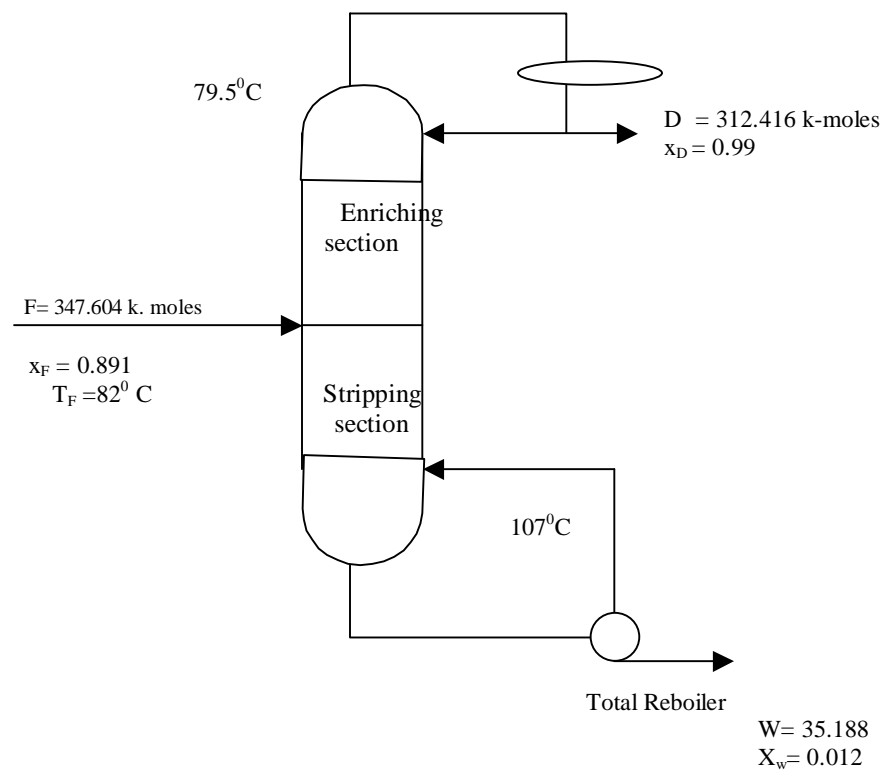 79.5⁰C
D = 312.416 k-moles
x_D = 0.99
Enriching
section
F= 347.604 k. moles
x_F = 0.891
T_F =82⁰ C
Stripping
section
107⁰C
Total Reboiler
W= 35.188
X_w= 0.012